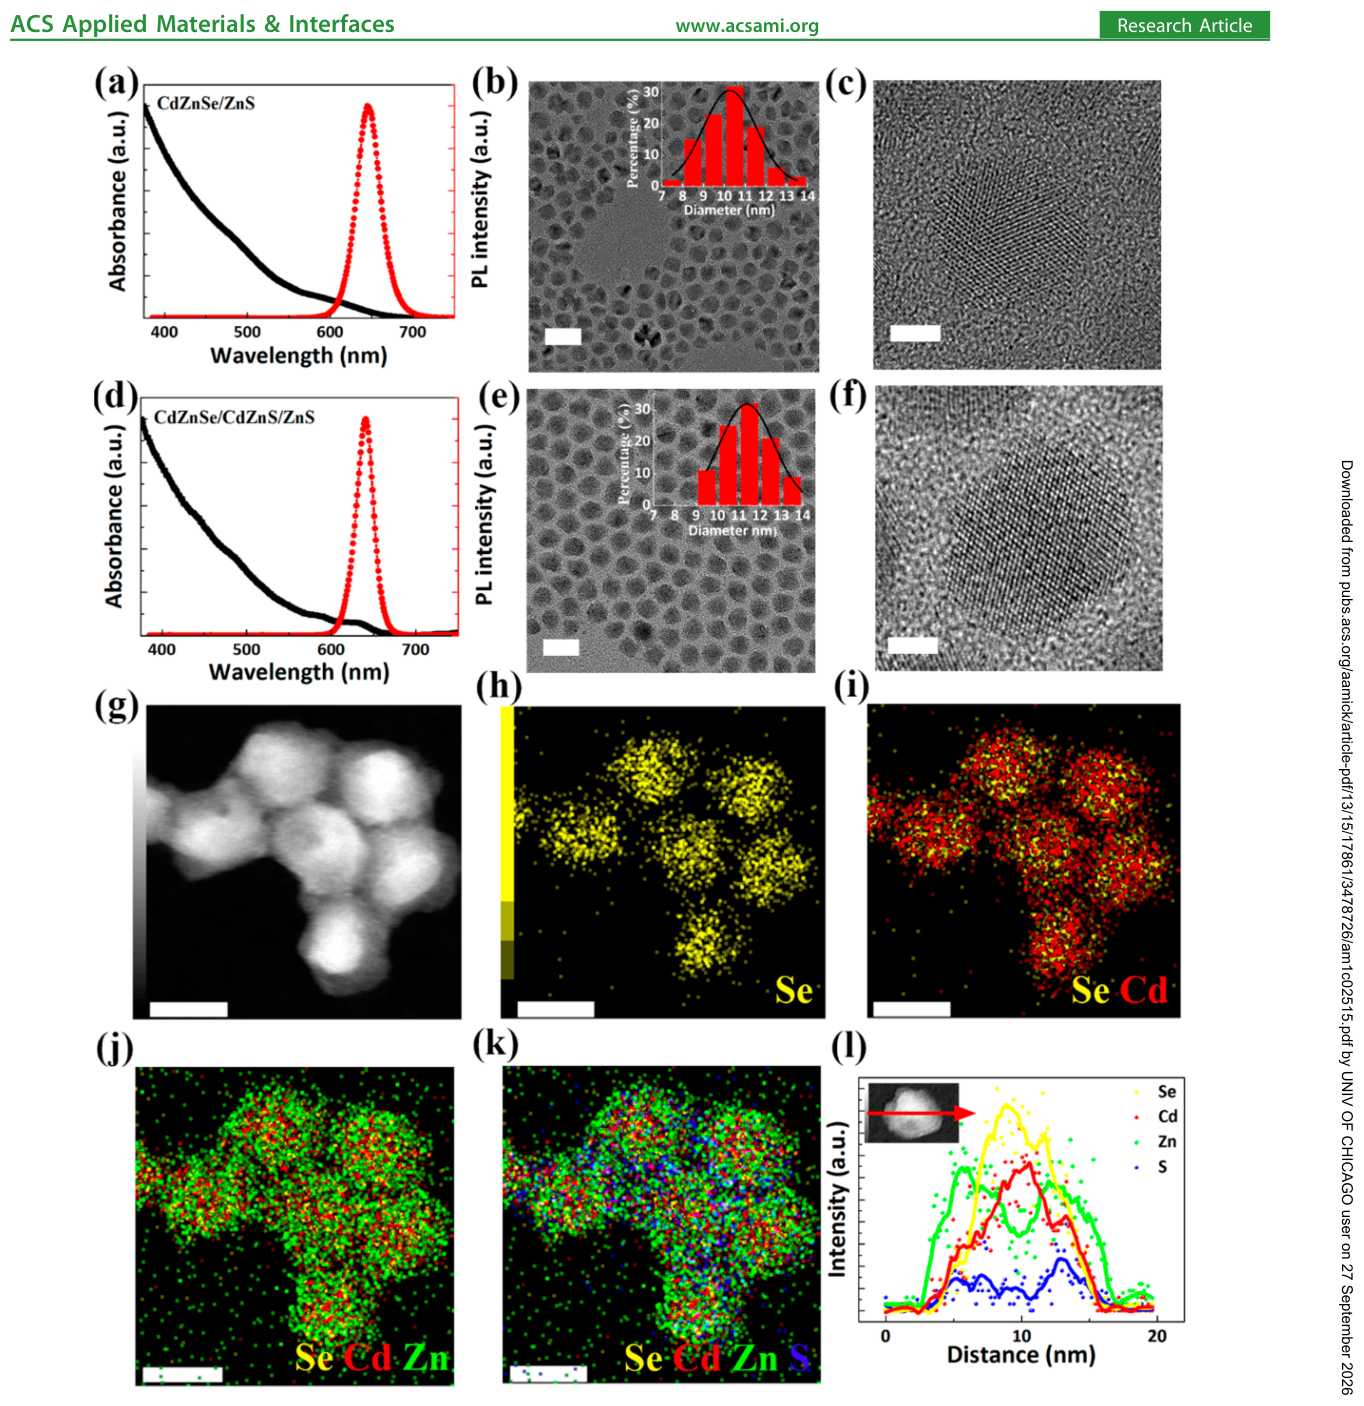 ACS Applied Materials & Interfaces
www.acsami.org
Research Article
(a)
CdZnSe/ZnS
Absorbance (a.u.)
PL intensity (a.u.)
400 500 600 700
Wavelength (nm)
(b)
Percentage (%)
30
20
10
0
7 8 9 10 11 12 13 14
Diameter (nm)
(c)
(d)
CdZnSe/CdZnS/ZnS
Absorbance (a.u.)
PL intensity (a.u.)
400 500 600 700
Wavelength (nm)
(e)
Percentage (%)
30
20
10
0
7 8 9 10 11 12 13 14
Diameter nm)
(f)
(g)
(h)
Se
(i)
Se Cd
(j)
Se Cd Zn
(k)
Se Cd Zn S
(l)
Se
Cd
Zn
S
Intensity (a.u.)
0 10 20
Distance (nm)
Downloaded from pubs.acs.org/aamick/article-pdf/13/15/17861/3478726/am1c02515.pdf by UNIV OF CHICAGO user on 27 September 2026